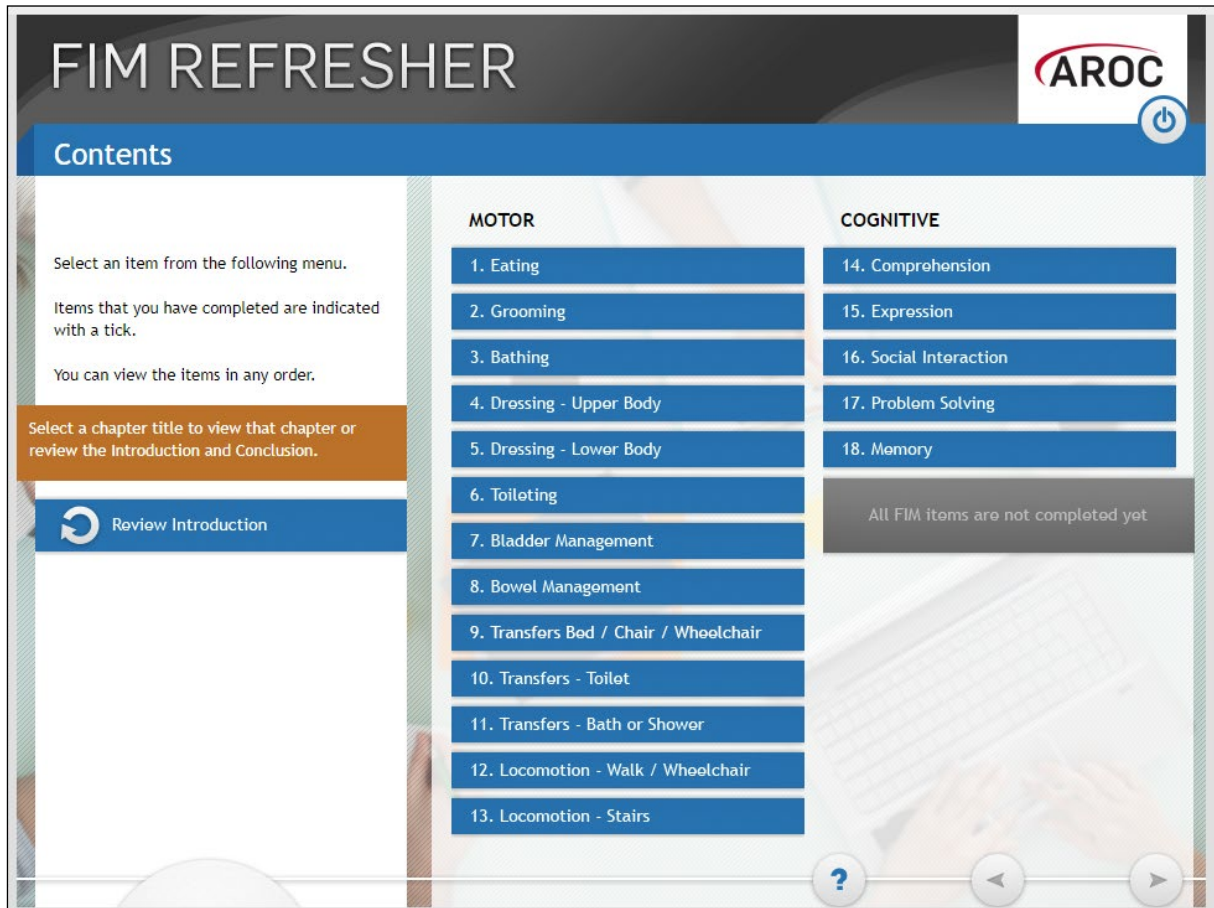 FIM REFRESHER
AROC
Contents
Select an item from the following menu.
Items that you have completed are indicated
with a tick.
You can view the items in any order.
Select a chapter title to view that chapter or
review the Introduction and Conclusion.
Review Introduction
MOTOR
1. Eating
2. Grooming
3. Bathing
4. Dressing - Upper Body
5. Dressing - Lower Body
6. Toileting
7. Bladder Management
8. Bowel Management
9. Transfers Bed / Chair / Wheelchair
10. Transfers - Toilet
11. Transfers - Bath or Shower
12. Locomotion - Walk / Wheelchair
13. Locomotion - Stairs
COGNITIVE
14. Comprehension
15. Expression
16. Social Interaction
17. Problem Solving
18. Memory
All FIM items are not completed yet
?